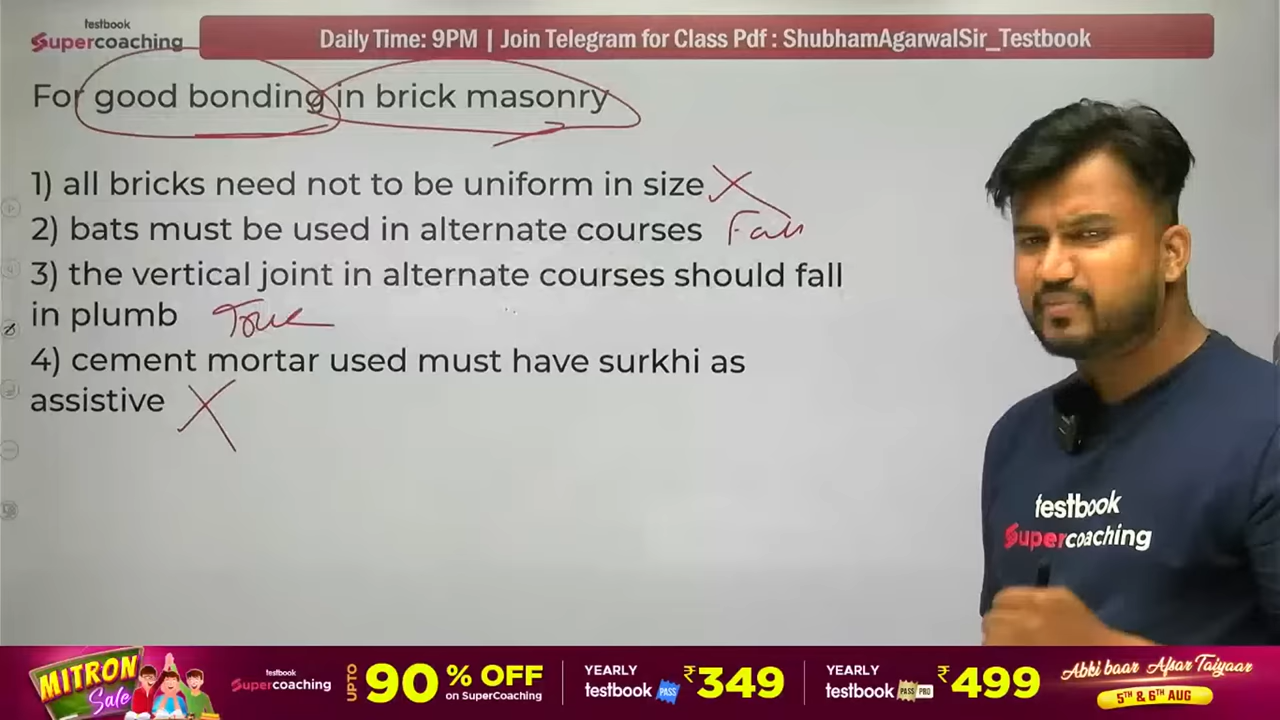 testbook
Supercoaching
Daily Time: 9PM | Join Telegram for Class Pdf : ShubhamAgarwalSir_Testbook
For good bonding in brick masonry
1) all bricks need not to be uniform in size
2) bats must be used in alternate courses
3) the vertical joint in alternate courses should fall
in plumb True
4) cement mortar used must have surkhi as
assistive
testbook
Supercoaching
MITRON
Sale
testbook
Supercoaching
UPTO 90 % OFF
on SuperCoaching
YEARLY
testbook PASS
₹349
YEARLY
testbook PASS PRO
₹499
Abki baar Afsar Taiyaar
5TH & 6TH AUG